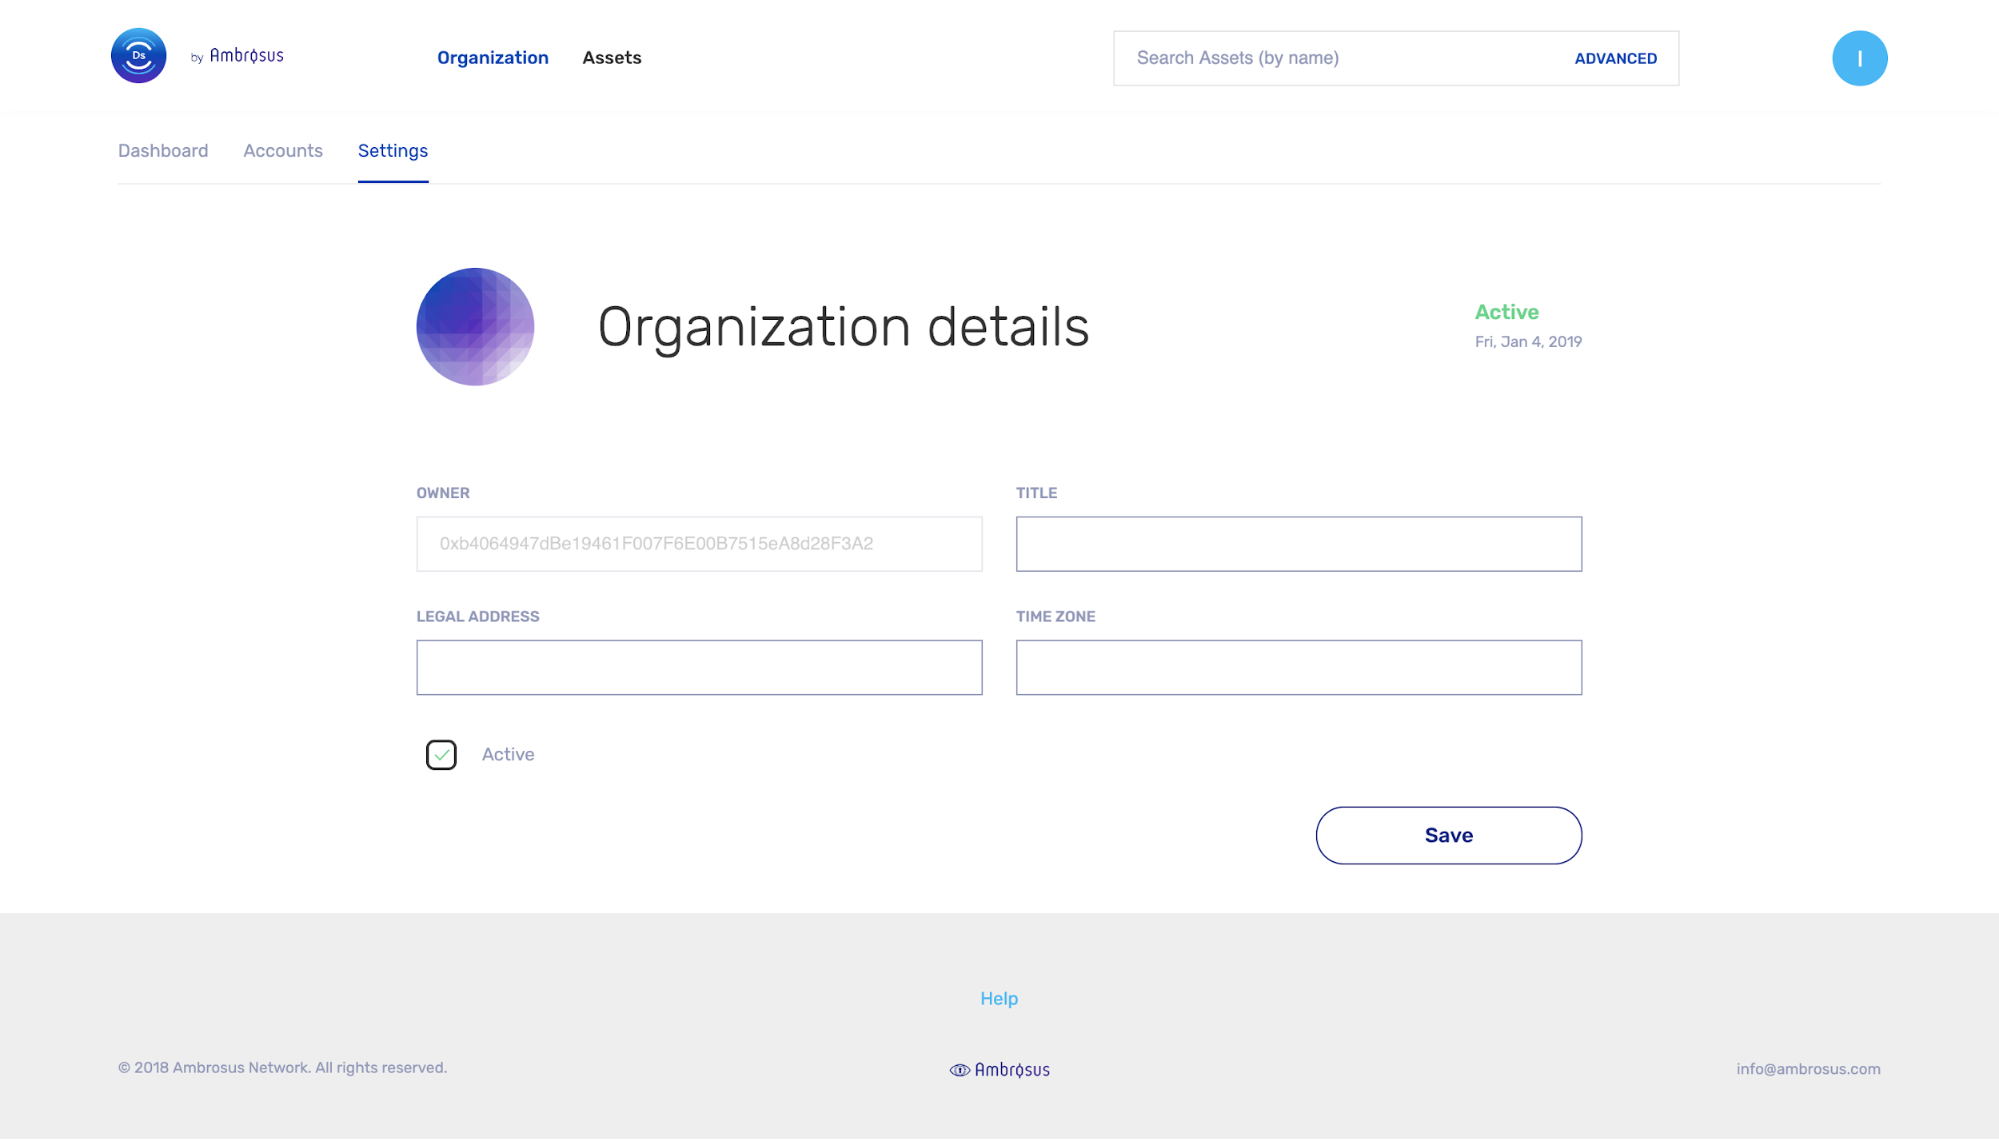 Ds
by Ambrosus
Organization
Assets
Search Assets (by name)
ADVANCED
I
Dashboard
Accounts
Settings
Organization details
Active
Fri, Jan 4, 2019
OWNER
0xb4064947dBe19461F007F6E00B7515eA8d28F3A2
TITLE
LEGAL ADDRESS
TIME ZONE
Active
Save
Help
© 2018 Ambrosus Network. All rights reserved.
Ambrosus
info@ambrosus.com